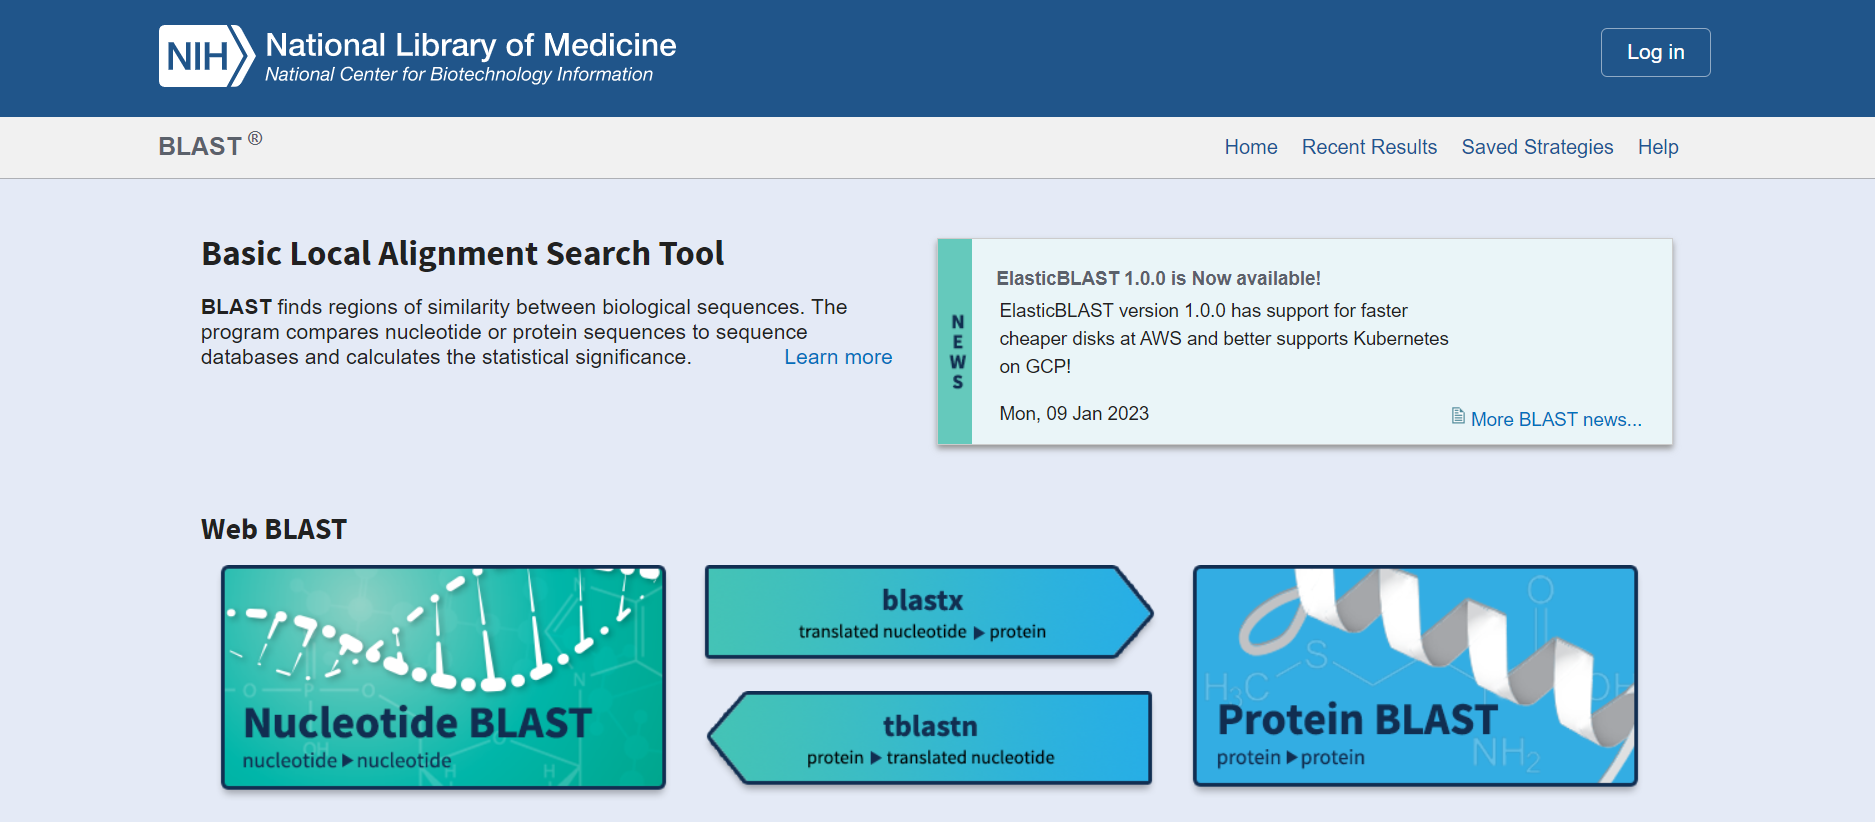 NIH
National Library of Medicine
National Center for Biotechnology Information
Log in
BLAST ®
Home Recent Results Saved Strategies Help
Basic Local Alignment Search Tool
BLAST finds regions of similarity between biological sequences. The
program compares nucleotide or protein sequences to sequence
databases and calculates the statistical significance.
Learn more
NEWS
ElasticBLAST 1.0.0 is Now available!
ElasticBLAST version 1.0.0 has support for faster
cheaper disks at AWS and better supports Kubernetes
on GCP!
Mon, 09 Jan 2023
More BLAST news...
Web BLAST
O P O
N
OH
H
H
Nucleotide BLAST
nucleotide ▶ nucleotide
blastx
translated nucleotide ▶ protein
tblastn
protein ▶ translated nucleotide
O
S
H3C
OH
NH2
Protein BLAST
protein ▶ protein